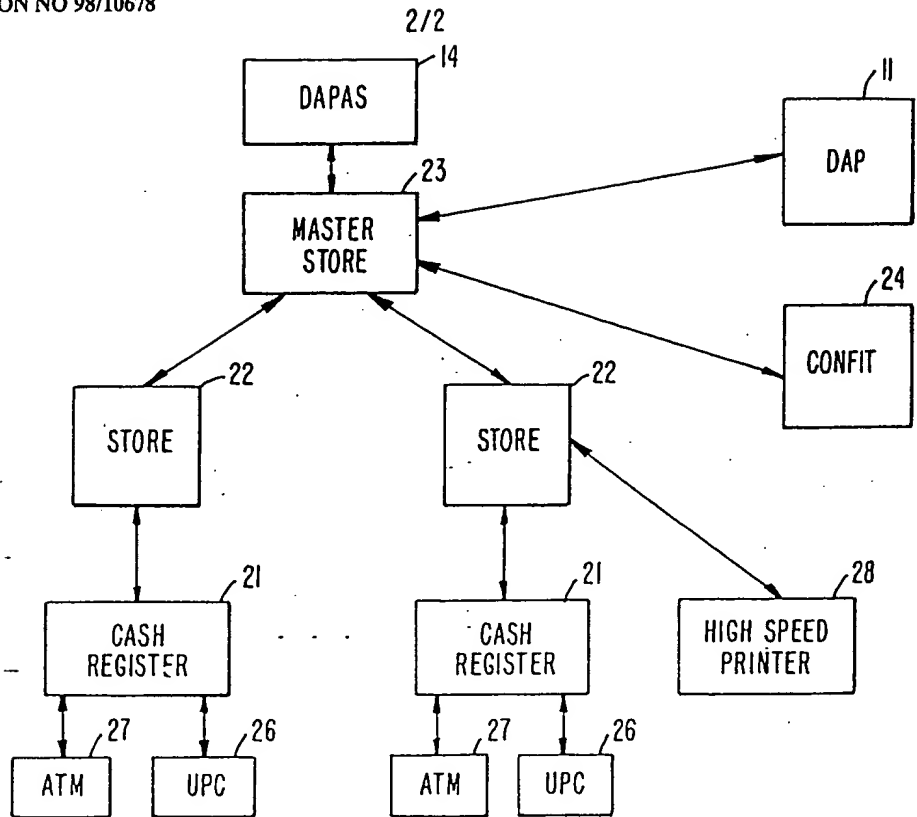 ON NO 98/10678
2/2
14
DAPAS
11
DAP
23
MASTER
STORE
24
CONFIT
22
STORE
22
STORE
21
CASH
REGISTER
21
CASH
REGISTER
28
HIGH SPEED
PRINTER
27
ATM
26
UPC
27
ATM
26
UPC